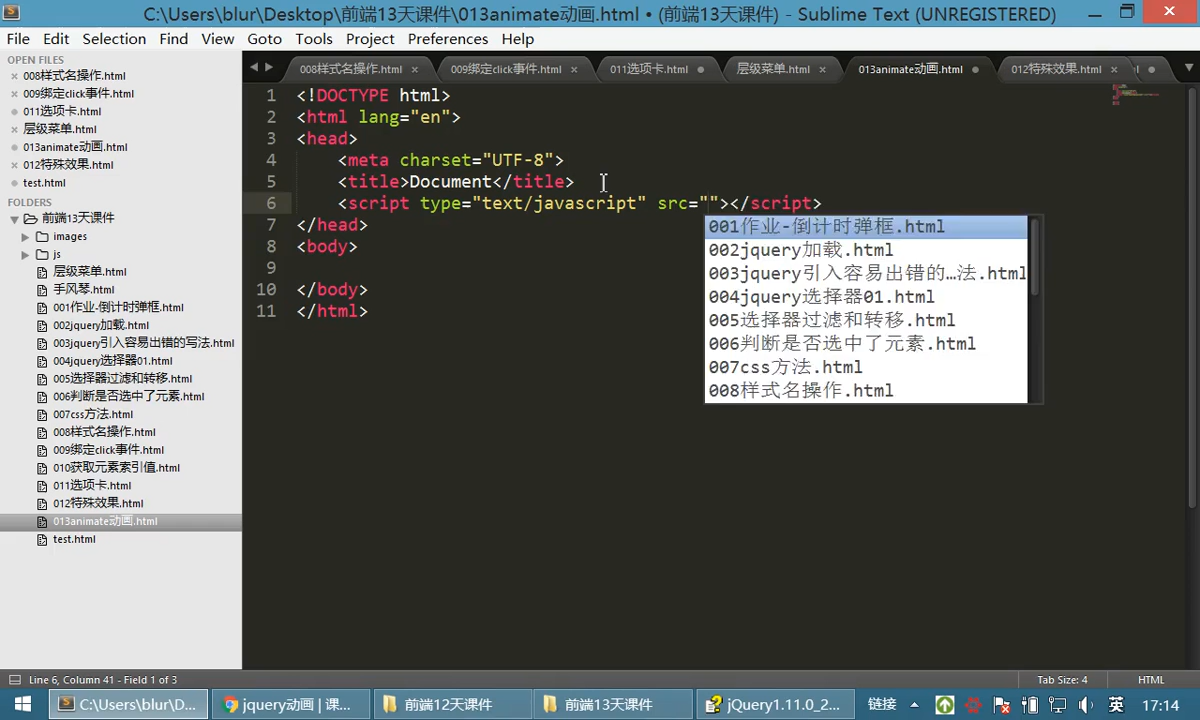 C:\Users\blur\Desktop\前端13天课件\013animate动画.html • (前端13天课件) - Sublime Text (UNREGISTERED)
File Edit Selection Find View Goto Tools Project Preferences Help
OPEN FILES
008样式名操作.html
009绑定click事件.html
011选项卡.html
层级菜单.html
013animate动画.html
012特殊效果.html
test.html
FOLDERS
前端13天课件
images
js
层级菜单.html
手风琴.html
001作业-倒计时弹框.html
002jquery加载.html
003jquery引入容易出错的写法.html
004jquery选择器01.html
005选择器过滤和转移.html
006判断是否选中了元素.html
007css方法.html
008样式名操作.html
009绑定click事件.html
010获取元素索引值.html
011选项卡.html
012特殊效果.html
013animate动画.html
test.html
008样式名操作.html 009绑定click事件.html 011选项卡.html 层级菜单.html 013animate动画.html 012特殊效果.html
1 <!DOCTYPE html>
2 <html lang="en">
3 <head>
4 <meta charset="UTF-8">
5 <title>Document</title>
6 <script type="text/javascript" src=""></script>
7 </head>
8 <body>
9
10 </body>
11 </html>
001作业-倒计时弹框.html
002jquery加载.html
003jquery引入容易出错的…法.html
004jquery选择器01.html
005选择器过滤和转移.html
006判断是否选中了元素.html
007css方法.html
008样式名操作.html
Line 6, Column 41 - Field 1 of 3 Tab Size: 4 HTML
C:\Users\blur\D... jquery动画 | 课... 前端12天课件 前端13天课件 jQuery1.11.0_2... 链接 英 17:14